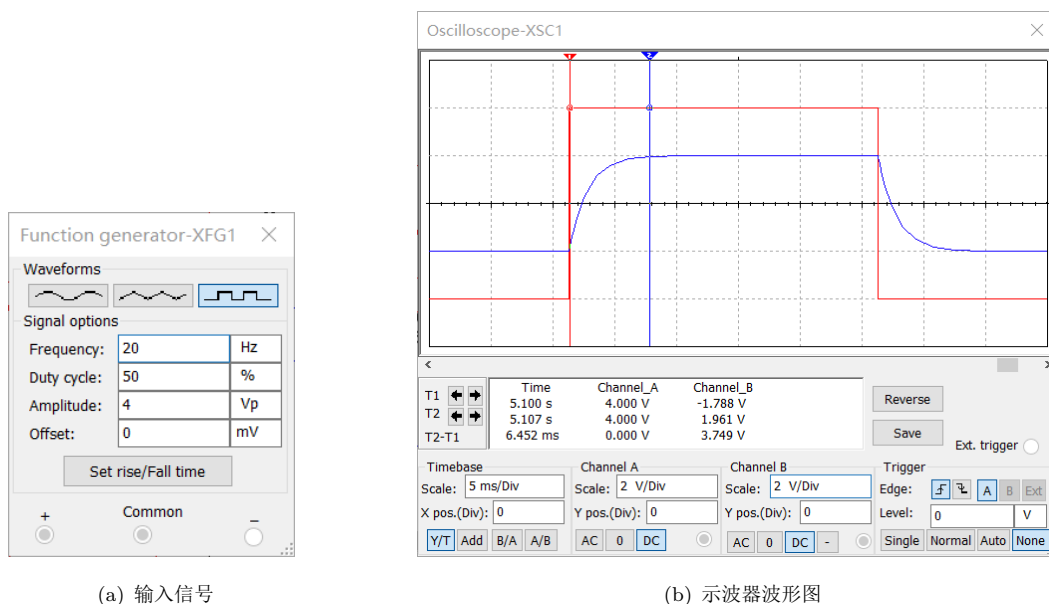 Function generator-XFG1
Waveforms
Signal options
Frequency: 20 Hz
Duty cycle: 50 %
Amplitude: 4 Vp
Offset: 0 mV
Set rise/Fall time
+ Common −
(a) 输入信号
Oscilloscope-XSC1
1 2
Time Channel_A Channel_B
T1 5.100 s 4.000 V -1.788 V
T2 5.107 s 4.000 V 1.961 V
T2-T1 6.452 ms 0.000 V 3.749 V
Reverse
Save
Ext. trigger
Timebase Channel A Channel B Trigger
Scale: 5 ms/Div Scale: 2 V/Div Scale: 2 V/Div Edge: A B Ext
X pos.(Div): 0 Y pos.(Div): 0 Y pos.(Div): 0 Level: 0 V
Y/T Add B/A A/B AC 0 DC AC 0 DC - Single Normal Auto None
(b) 示波器波形图